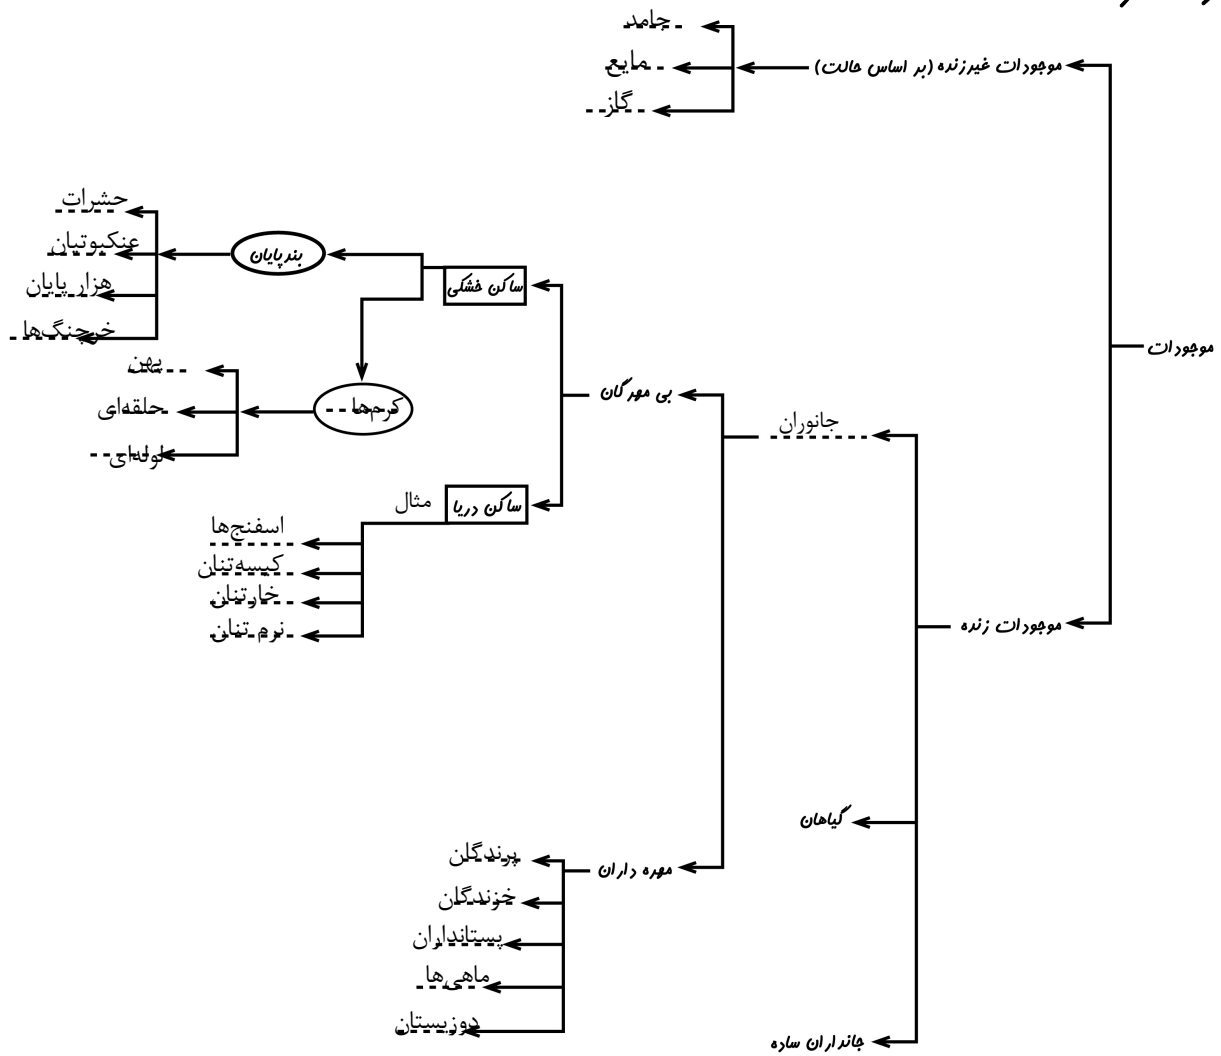 موجودات
موجودات غیرزنده (بر اساس حالت)
جامد
مایع
گاز
موجودات زنده
جانوران
بی مهرگان
ساکن خشکی
بندپایان
حشرات
عنکبوتیان
هزار پایان
خرچنگ‌ها
کرم‌ها
پهن
حلقه‌ای
لوله‌ای
ساکن دریا
مثال
اسفنج‌ها
کیسه‌تنان
خارتنان
نرم تنان
مهره داران
پرندگان
خزندگان
پستانداران
ماهی‌ها
دوزیستان
گیاهان
جانداران ساده